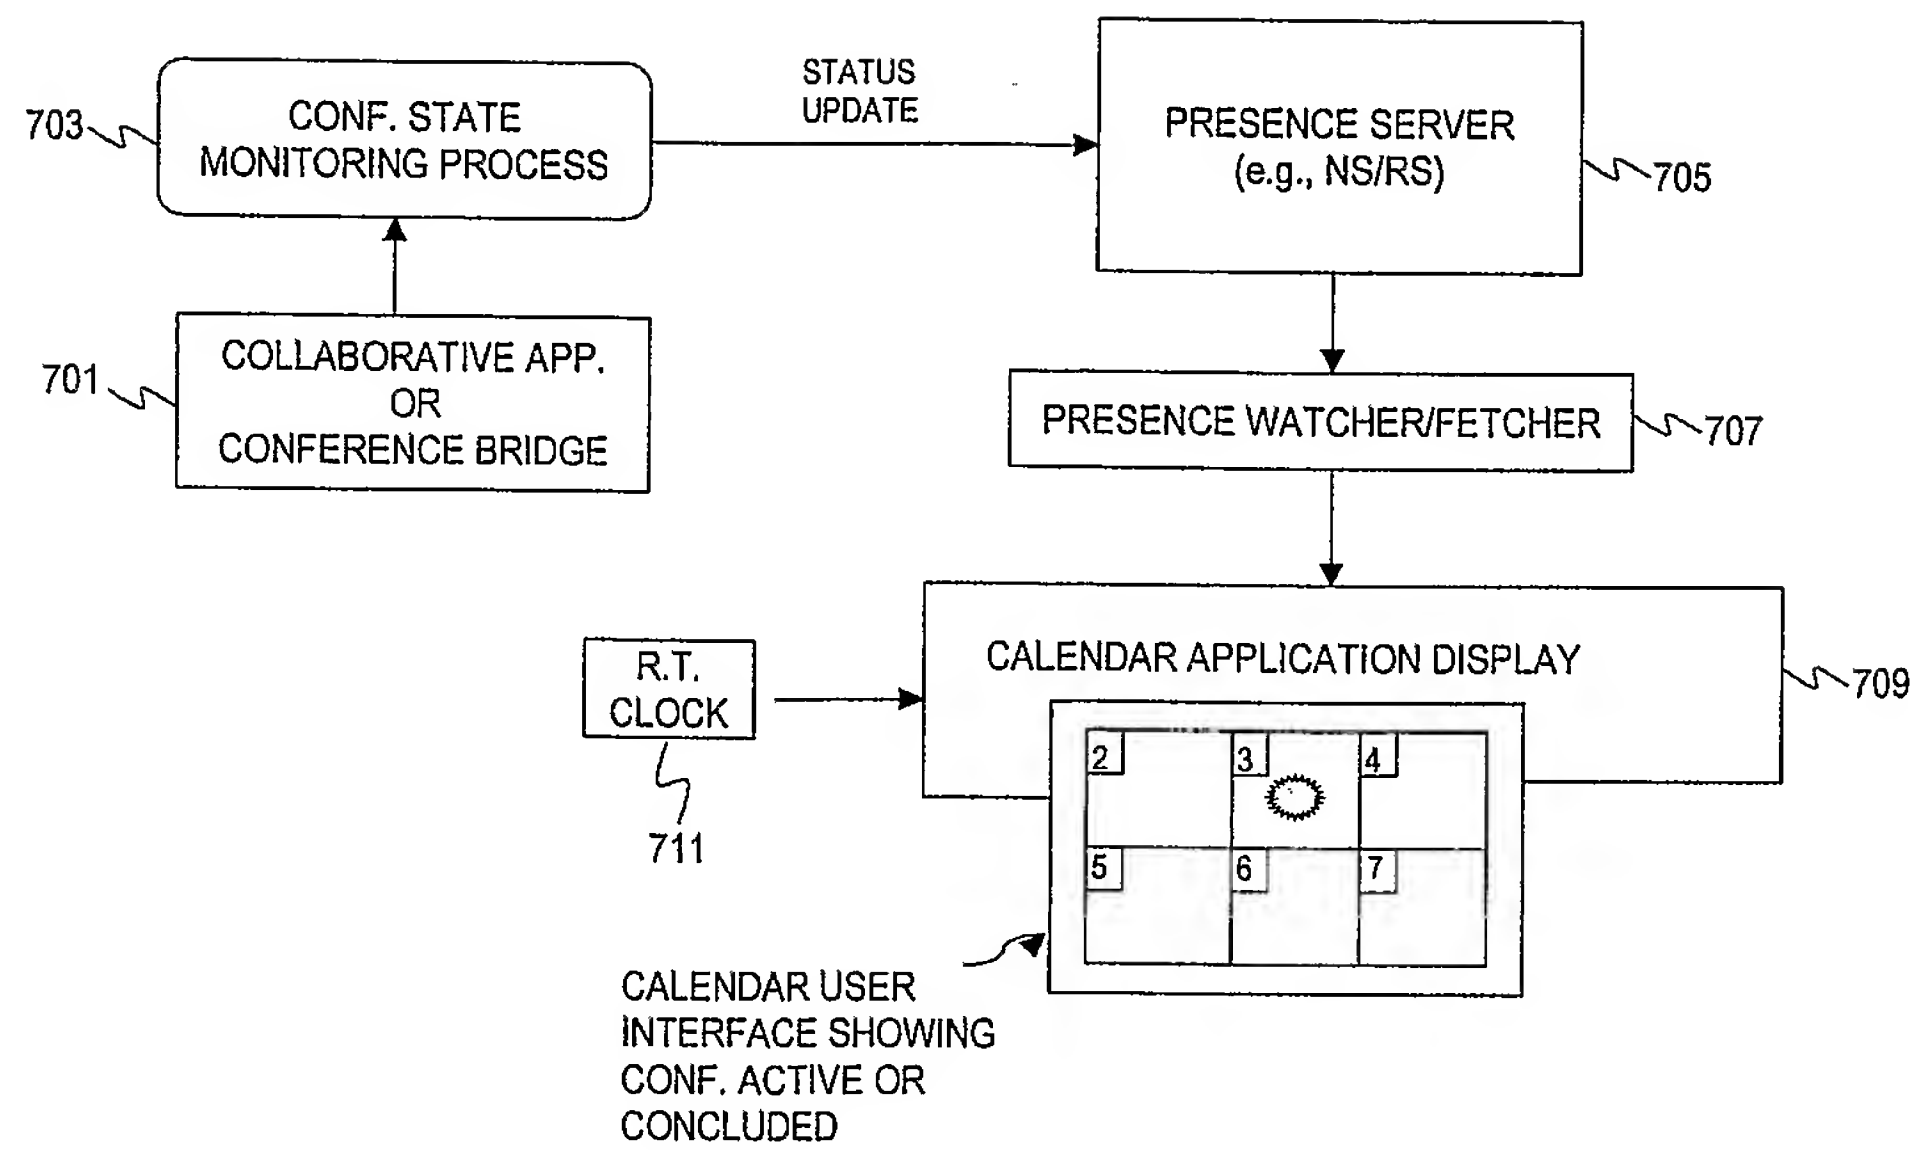 703
CONF. STATE
MONITORING PROCESS
STATUS
UPDATE
PRESENCE SERVER
(e.g., NS/RS)
705
701
COLLABORATIVE APP.
OR
CONFERENCE BRIDGE
PRESENCE WATCHER/FETCHER
707
R.T.
CLOCK
711
CALENDAR APPLICATION DISPLAY
709
2
3
4
5
6
7
CALENDAR USER
INTERFACE SHOWING
CONF. ACTIVE OR
CONCLUDED